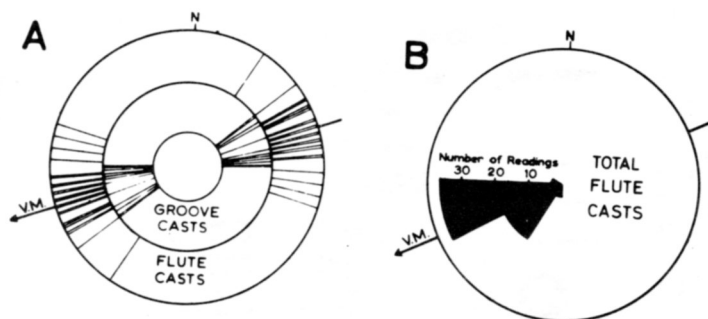 A
N
V.M.
GROOVE
CASTS
FLUTE
CASTS
B
N
Number of Readings
30 20 10
TOTAL
FLUTE
CASTS
V.M.